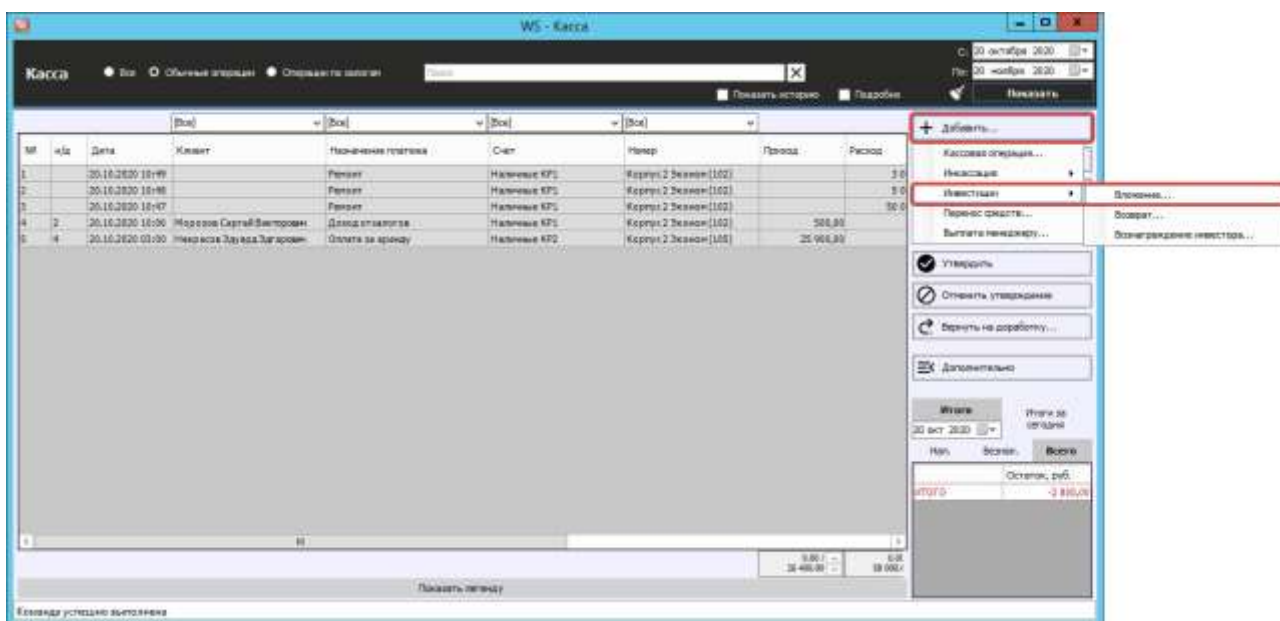 WS - Касса
Касса
Все
Обычные операции
Операции по залогам
Поиск
С: 20 октября 2020
По: 20 ноября 2020
Показать историю
Подробно
Показать
(Все) (Все) (Все) (Все)
№ н/д Дата Клиент Назначение платежа Счет Номер Приход Расход
1 20.10.2020 10:49 Ремонт Наличные КР1 Корпус 2 Эконом (102)
2 20.10.2020 10:48 Ремонт Наличные КР1 Корпус 2 Эконом (102)
3 20.10.2020 10:47 Ремонт Наличные КР1 Корпус 2 Эконом (102)
4 2 20.10.2020 10:06 Морозов Сергей Викторович Доход от залогов Наличные КР1 Корпус 2 Эконом (102) 500,00
5 4 20.10.2020 03:00 Некрасов Эдуард Эдгарович Оплата за аренду Наличные КР2 Корпус 2 Эконом (105) 25 900,00
Добавить...
Кассовая операция...
Инкассация
Инвестиции
Перенос средств...
Выплата менеджеру...
Вложение...
Возврат...
Вознаграждение инвестора...
Утвердить
Отменить утверждение
Вернуть на доработку...
Дополнительно
Итоги
Итоги за сегодня
20 окт 2020
Нал. Безнал. Всего
Остаток, руб.
ИТОГО
Показать легенду
Команда успешно выполнена